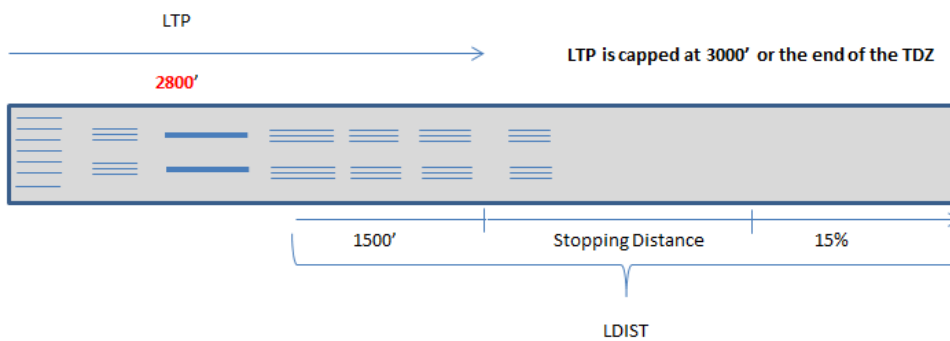 LTP
LTP is capped at 3000’ or the end of the TDZ
2800’
1500’ Stopping Distance 15%
LDIST